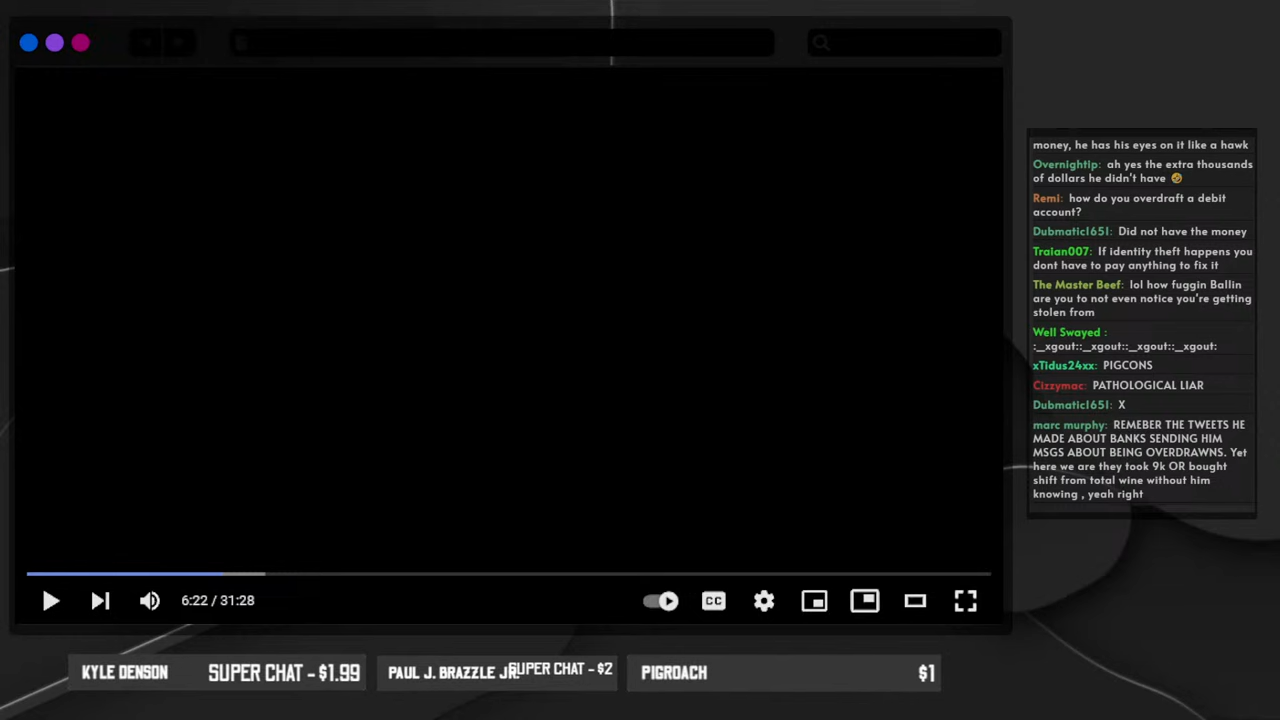 money, he has his eyes on it like a hawk
Overnightip: ah yes the extra thousands
of dollars he didn't have 🤣
Remi: how do you overdraft a debit
account?
Dubmatic1651: Did not have the money
Traian007: If identity theft happens you
dont have to pay anything to fix it
The Master Beef: lol how fuggin Ballin
are you to not even notice you're getting
stolen from
Well Swayed :
:__xgout::__xgout::__xgout::__xgout:
xTidus24xx: PIGCONS
Cizzymac: PATHOLOGICAL LIAR
Dubmatic1651: X
marc murphy: REMEBER THE TWEETS HE
MADE ABOUT BANKS SENDING HIM
MSGS ABOUT BEING OVERDRAWNS. Yet
here we are they took 9k OR bought
shift from total wine without him
knowing , yeah right
6:22 / 31:28
CC
KYLE DENSON SUPER CHAT - $1.99
PAUL J. BRAZZLE JR. SUPER CHAT - $2
PIGROACH $1